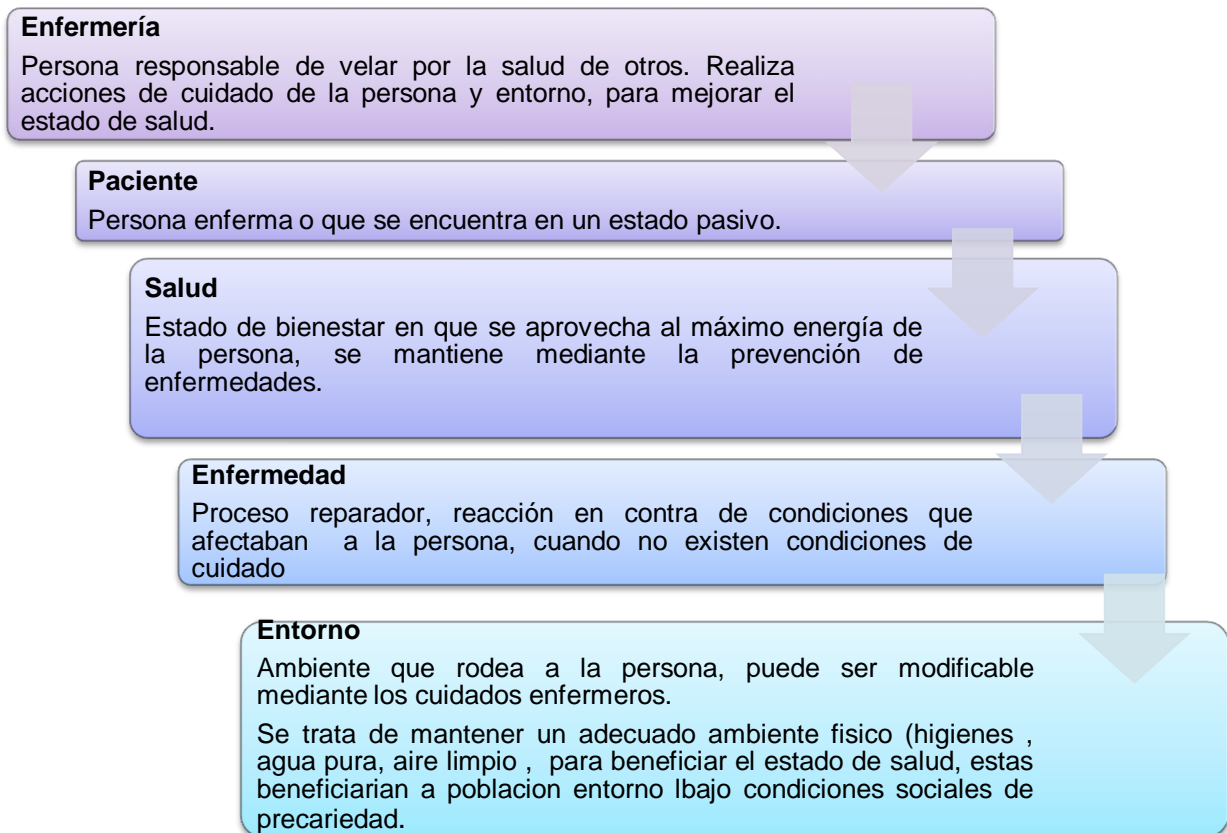 Enfermería
Persona responsable de velar por la salud de otros. Realiza
acciones de cuidado de la persona y entorno, para mejorar el
estado de salud.
Paciente
Persona enferma o que se encuentra en un estado pasivo.
Salud
Estado de bienestar en que se aprovecha al máximo energía de
la persona, se mantiene mediante la prevención de
enfermedades.
Enfermedad
Proceso reparador, reacción en contra de condiciones que
afectaban a la persona, cuando no existen condiciones de
cuidado
Entorno
Ambiente que rodea a la persona, puede ser modificable
mediante los cuidados enfermeros.
Se trata de mantener un adecuado ambiente fisico (higienes ,
agua pura, aire limpio , para beneficiar el estado de salud, estas
beneficiarian a poblacion entorno lbajo condiciones sociales de
precariedad.